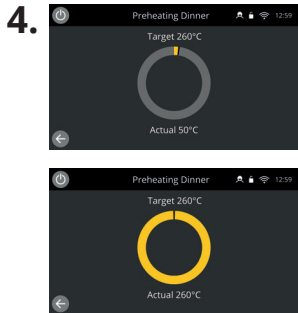 4.
Preheating Dinner 12:59
Target 260°C
Actual 50°C
Preheating Dinner 12:59
Target 260°C
Actual 260°C